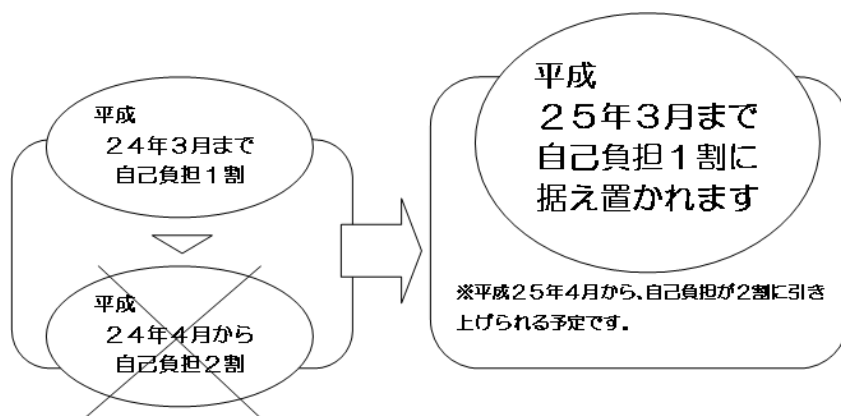 平成
２４年３月まで
自己負担１割
平成
２４年４月から
自己負担２割
平成
２５年３月まで
自己負担１割に
据え置かれます
※平成２５年４月から、自己負担が２割に引き
上げられる予定です。